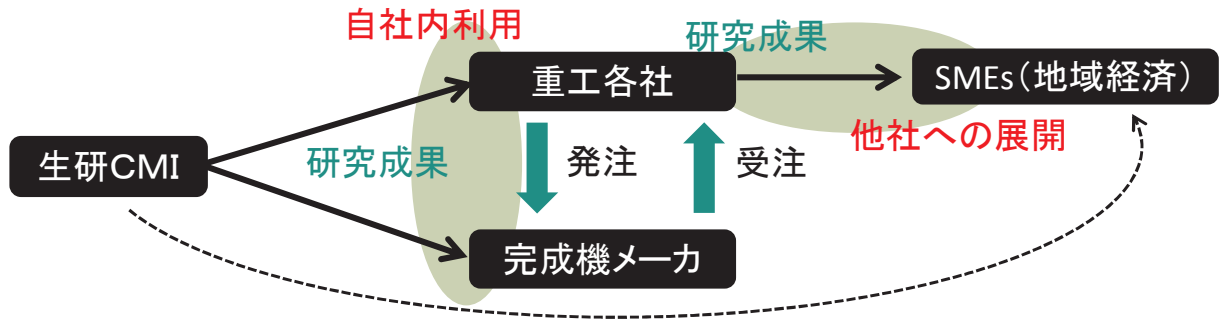 自社内利用
研究成果
重工各社
SMEs(地域経済)
他社への展開
生研CMI
研究成果
発注
受注
完成機メーカ